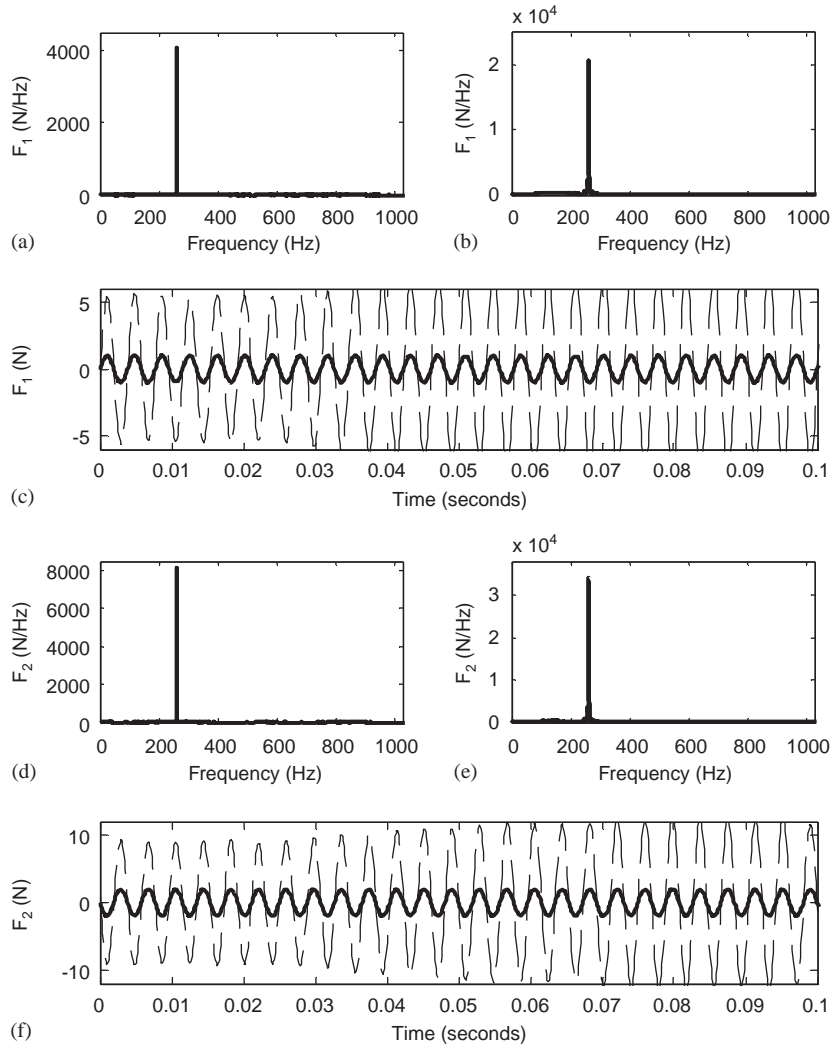 x 10⁴
4000
2000
0
F₁ (N/Hz)
0 200 400 600 800 1000
Frequency (Hz)
(a)
2
1
0
F₁ (N/Hz)
0 200 400 600 800 1000
Frequency (Hz)
(b)
5
0
-5
F₁ (N)
0 0.01 0.02 0.03 0.04 0.05 0.06 0.07 0.08 0.09 0.1
Time (seconds)
(c)
x 10⁴
8000
6000
4000
2000
0
F₂ (N/Hz)
0 200 400 600 800 1000
Frequency (Hz)
(d)
3
2
1
0
F₂ (N/Hz)
0 200 400 600 800 1000
Frequency (Hz)
(e)
10
0
-10
F₂ (N)
0 0.01 0.02 0.03 0.04 0.05 0.06 0.07 0.08 0.09 0.1
Time (seconds)
(f)